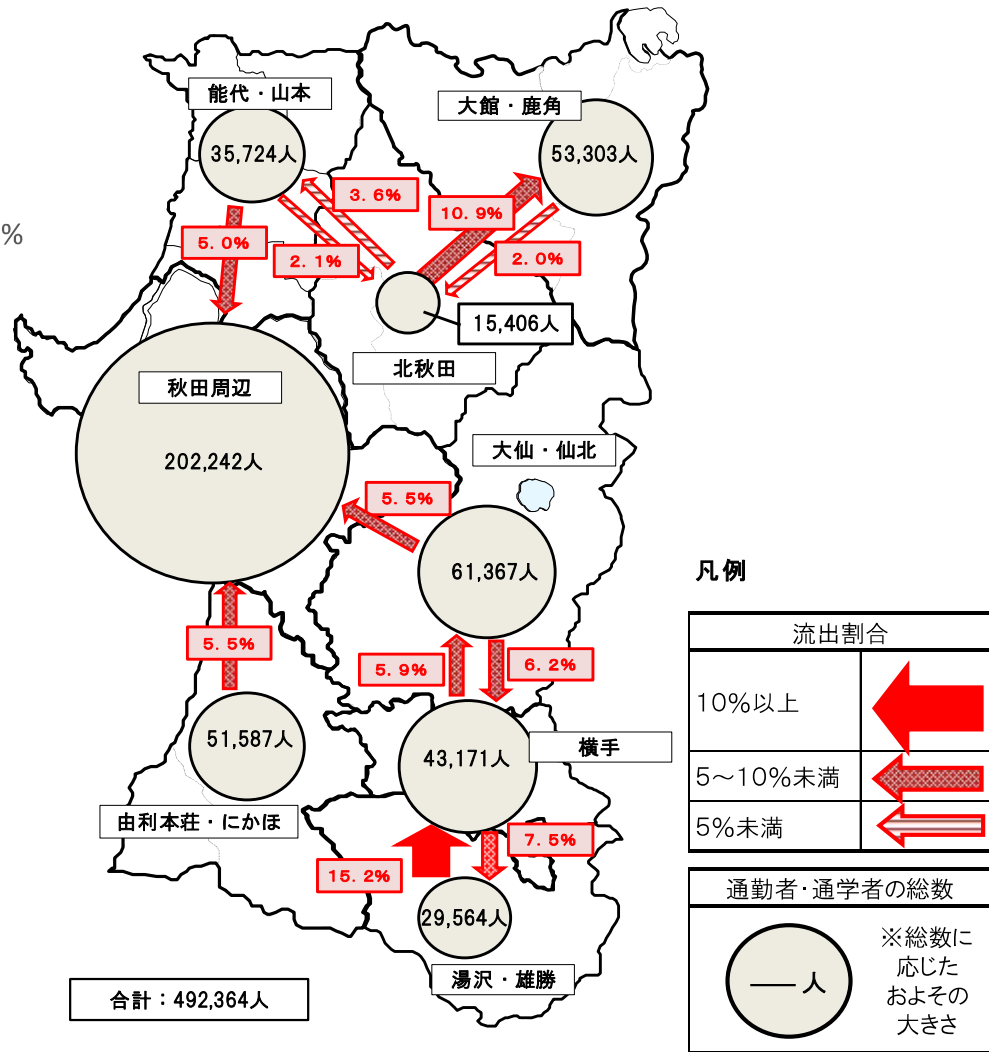 能代・山本
大館・鹿角
35,724人
53,303人
3.6%
10.9%
%
5.0%
2.1%
2.0%
15,406人
北秋田
秋田周辺
202,242人
大仙・仙北
5.5%
61,367人
凡例
流出割合
10%以上
5～10%未満
5%未満
5.5%
5.9%
6.2%
51,587人
43,171人
横手
由利本荘・にかほ
7.5%
15.2%
29,564人
湯沢・雄勝
通勤者・通学者の総数
人
※総数に
応じた
おおよその
大きさ
合計：492,364人